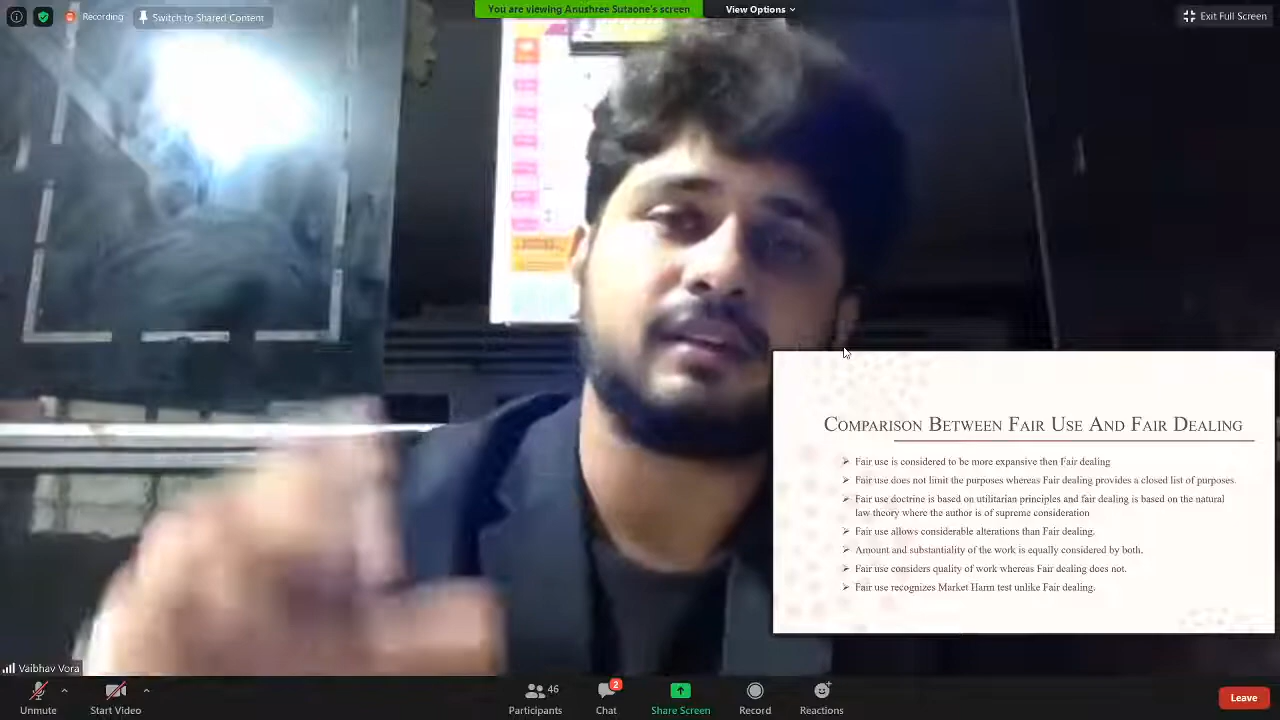 Recording
Switch to Shared Content
You are viewing Anushree Sutaone's screen
View Options
Exit Full Screen
COMPARISON BETWEEN FAIR USE AND FAIR DEALING
➢ Fair use is considered to be more expansive then Fair dealing
➢ Fair use does not limit the purposes whereas Fair dealing provides a closed list of purposes.
➢ Fair use doctrine is based on utilitarian principles and fair dealing is based on the natural
law theory where the author is of supreme consideration
➢ Fair use allows considerable alterations than Fair dealing.
➢ Amount and substantiality of the work is equally considered by both.
➢ Fair use considers quality of work whereas Fair dealing does not.
➢ Fair use recognizes Market Harm test unlike Fair dealing.
Vaibhav Vora
Unmute
Start Video
46
Participants
2
Chat
Share Screen
Record
Reactions
Leave